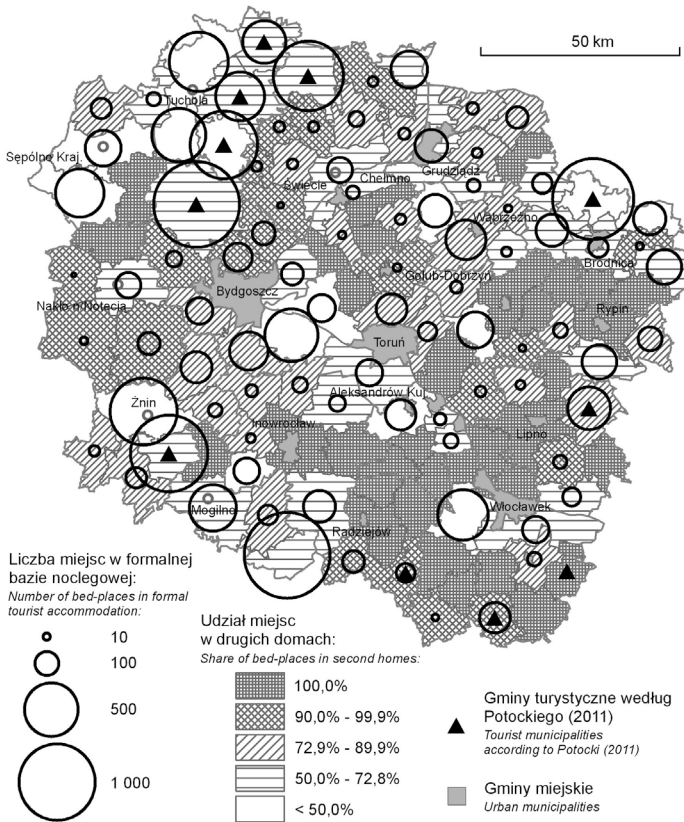 50 km
Tuchola
Sępólno Kraj.
Świecie
Chełmno
Grudziądz
Wąbrzeźno
Brodnica
Bydgoszcz
Golub-Dobrzyń
Nakło n/Notecią
Rypin
Toruń
Żnin
Aleksandrów Kuj.
Inowrocław
Lipno
Mogilno
Włocławek
Radziejów
Liczba miejsc w formalnej
bazie noclegowej:
Number of bed-places in formal
tourist accommodation:
10
100
500
1 000
Udział miejsc
w drugich domach:
Share of bed-places in second homes:
100,0%
90,0% - 99,9%
72,9% - 89,9%
50,0% - 72,8%
< 50,0%
Gminy turystyczne według
Potockiego (2011)
Tourist municipalities
according to Potocki (2011)
Gminy miejskie
Urban municipalities